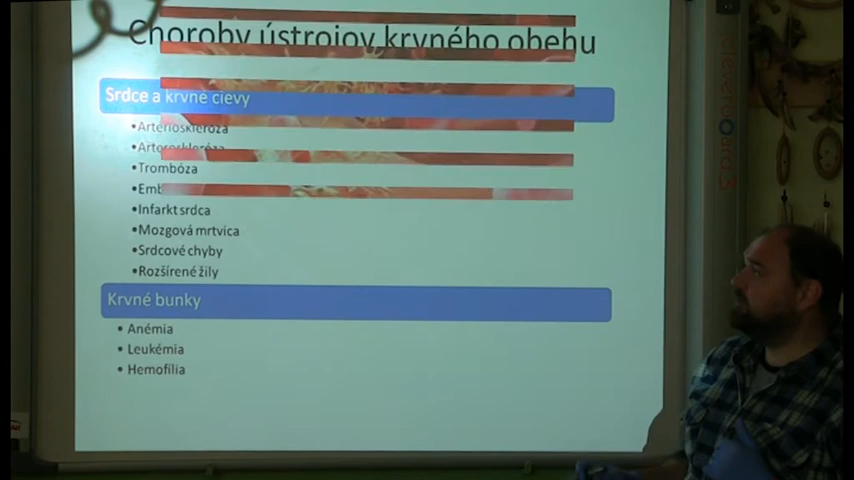 Choroby ústrojov krvného obehu
Srdce a krvné cievy
•Arterioskleróza
•Trombóza
•Infarkt srdca
•Mozgová mrtvica
•Srdcové chyby
•Rozšírené žily
Krvné bunky
• Anémia
• Leukémia
• Hemofília